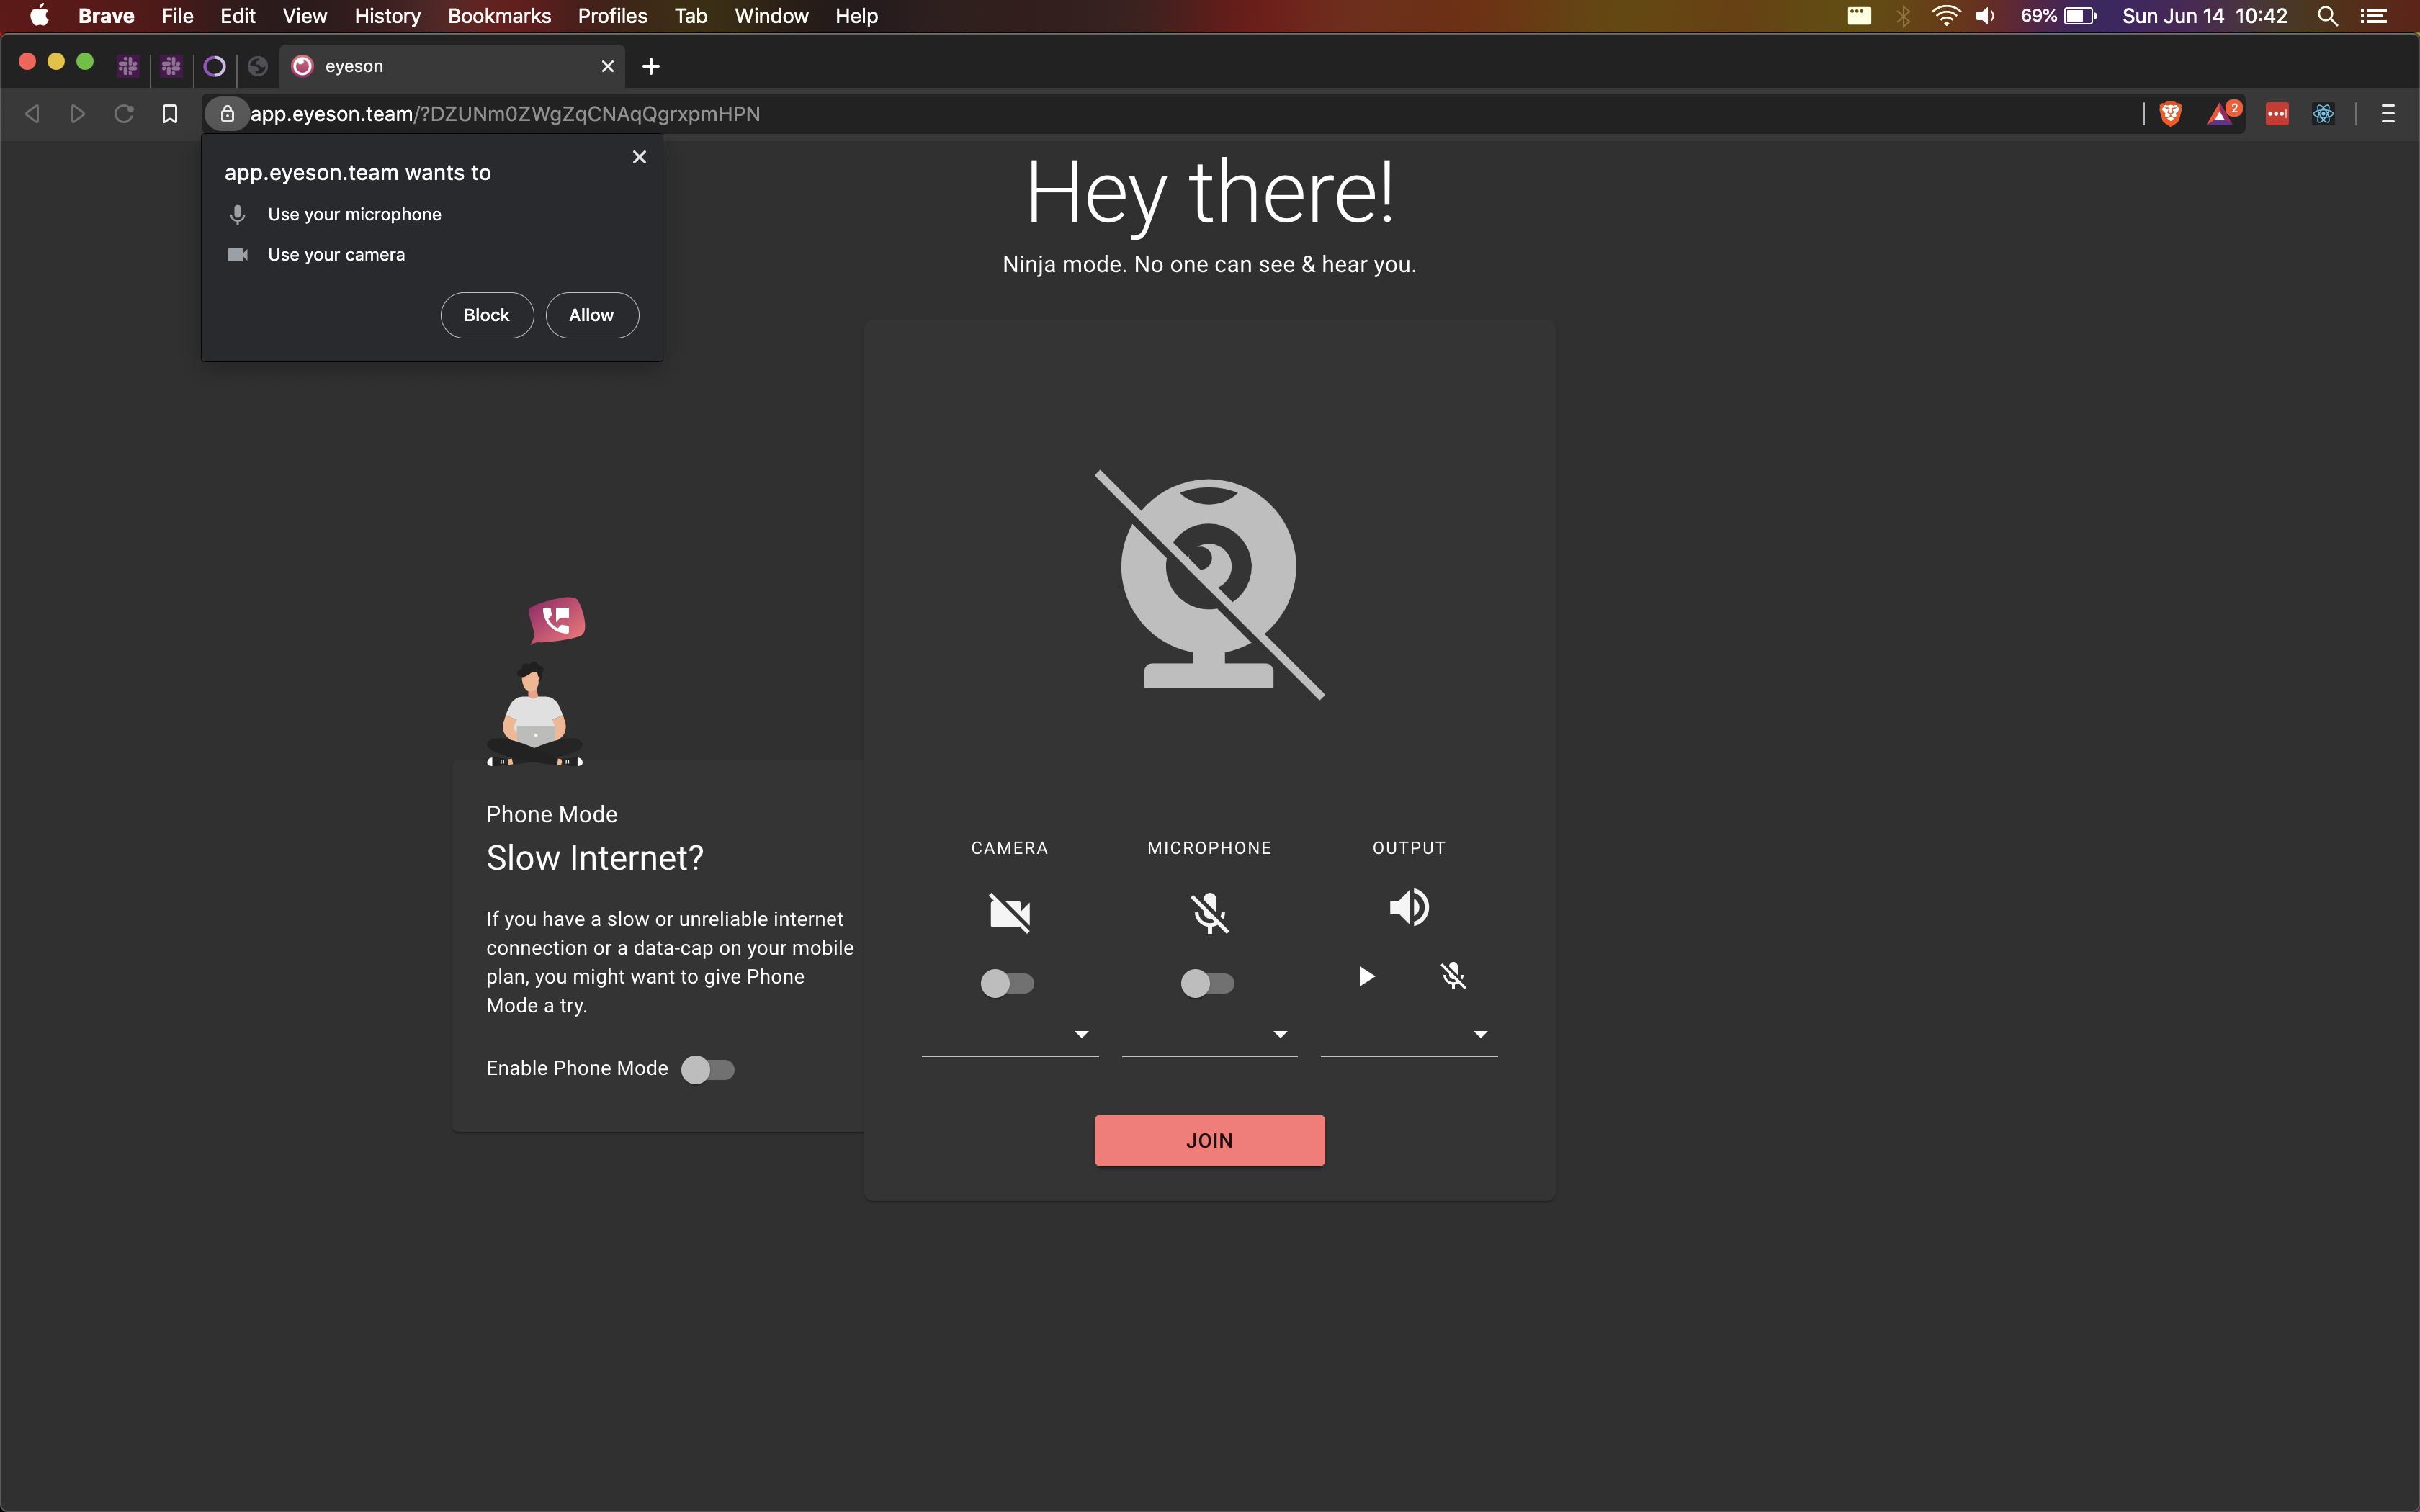 Brave File Edit View History Bookmarks Profiles Tab Window Help 69% Sun Jun 14 10:42
eyeson
app.eyeson.team/?DZUNm0ZWgZqCNAqQgrxpmHPN 2
app.eyeson.team wants to
Use your microphone
Use your camera
Block Allow
Hey there!
Ninja mode. No one can see & hear you.
Phone Mode
Slow Internet?
If you have a slow or unreliable internet
connection or a data-cap on your mobile
plan, you might want to give Phone
Mode a try.
Enable Phone Mode
CAMERA MICROPHONE OUTPUT
JOIN